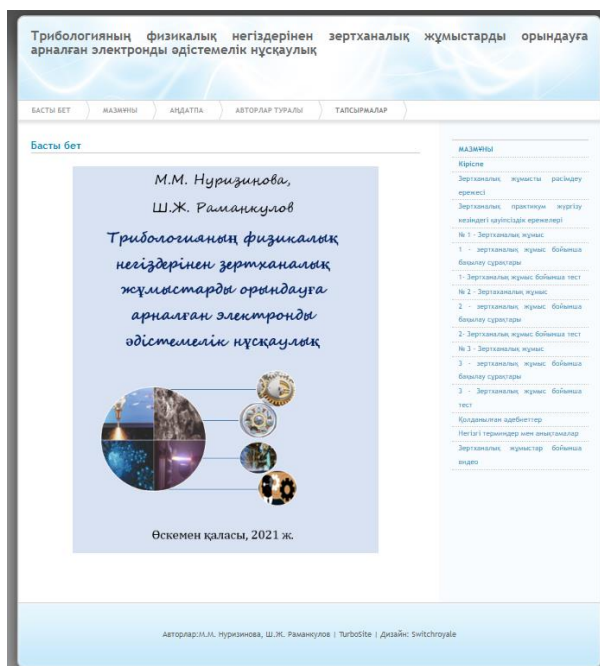 Трибологияның физикалық негіздерінен зертханалық жұмыстарды орындауға
арналған электронды әдістемелік нұсқаулық
БАСТЫ БЕТ
МАЗМҰНЫ
АҢДАТПА
АВТОРЛАР ТУРАЛЫ
ТАПСЫРМАЛАР
Басты бет
М.М. Нуризинова,
Ш.Ж. Раманкулов
Трибологияның физикалық
негіздерінен зертханалық
жұмыстарды орындауға
арналған электронды
әдістемелік нұсқаулық
Өскемен қаласы, 2021 ж.
МАЗМҰНЫ
Кіріспе
Зертханалық жұмысты рәсімдеу
ережесі
Зертханалық практикум жүргізу
кезіндегі қауіпсіздік ережелері
№ 1 - Зертханалық жұмыс
1 - зертханалық жұмыс бойынша
бақылау сұрақтары
1- Зертханалық жұмыс бойынша тест
№ 2 - Зертханалық жұмыс
2 - зертханалық жұмыс бойынша
бақылау сұрақтары
2- Зертханалық жұмыс бойынша тест
№ 3 - Зертханалық жұмыс
3 - зертханалық жұмыс бойынша
бақылау сұрақтары
3 - Зертханалық жұмыс бойынша
тест
Қолданылған әдебиеттер
Негізгі терминдер мен анықтамалар
Зертханалық жұмыстар бойынша
видео
Авторлар:М.М. Нуризинова, Ш.Ж. Раманкулов | TurboSite | Дизайн: Switchroyale